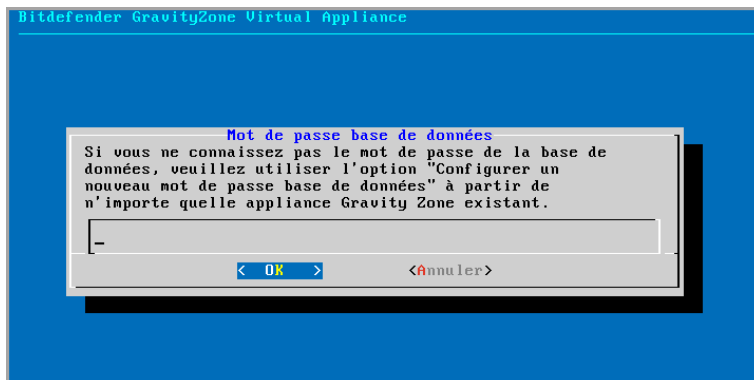 Bitdefender GravityZone Virtual Appliance
Mot de passe base de données
Si vous ne connaissez pas le mot de passe de la base de
données, veuillez utiliser l'option "Configurer un
nouveau mot de passe base de données" à partir de
n'importe quelle appliance Gravity Zone existant.
< OK > <Annuler>